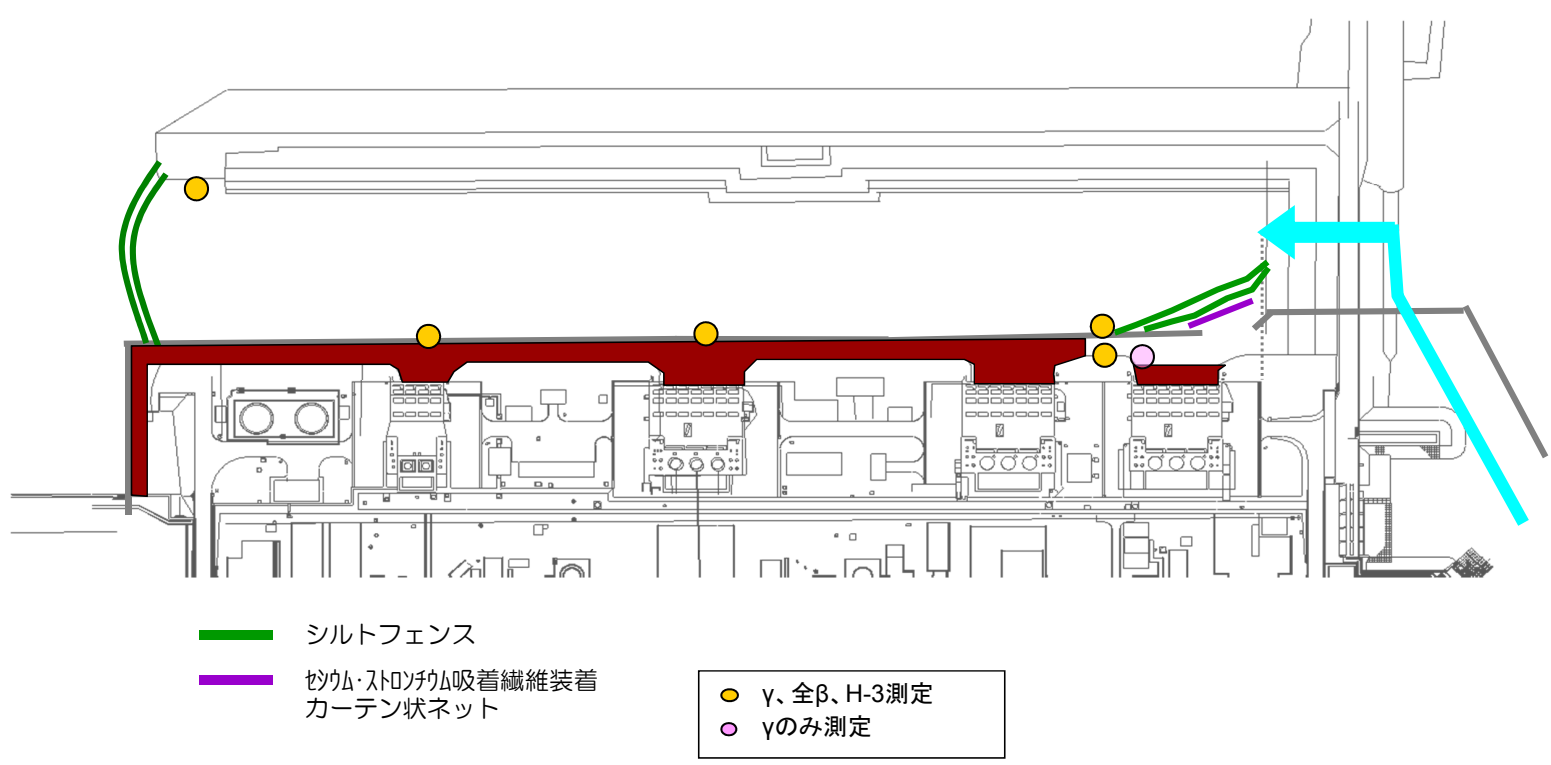 シルトフェンス
ｾｼｳﾑ･ｽﾄﾛﾝﾁｳﾑ吸着繊維装着
カーテン状ネット
γ、全β、H-3測定
γのみ測定